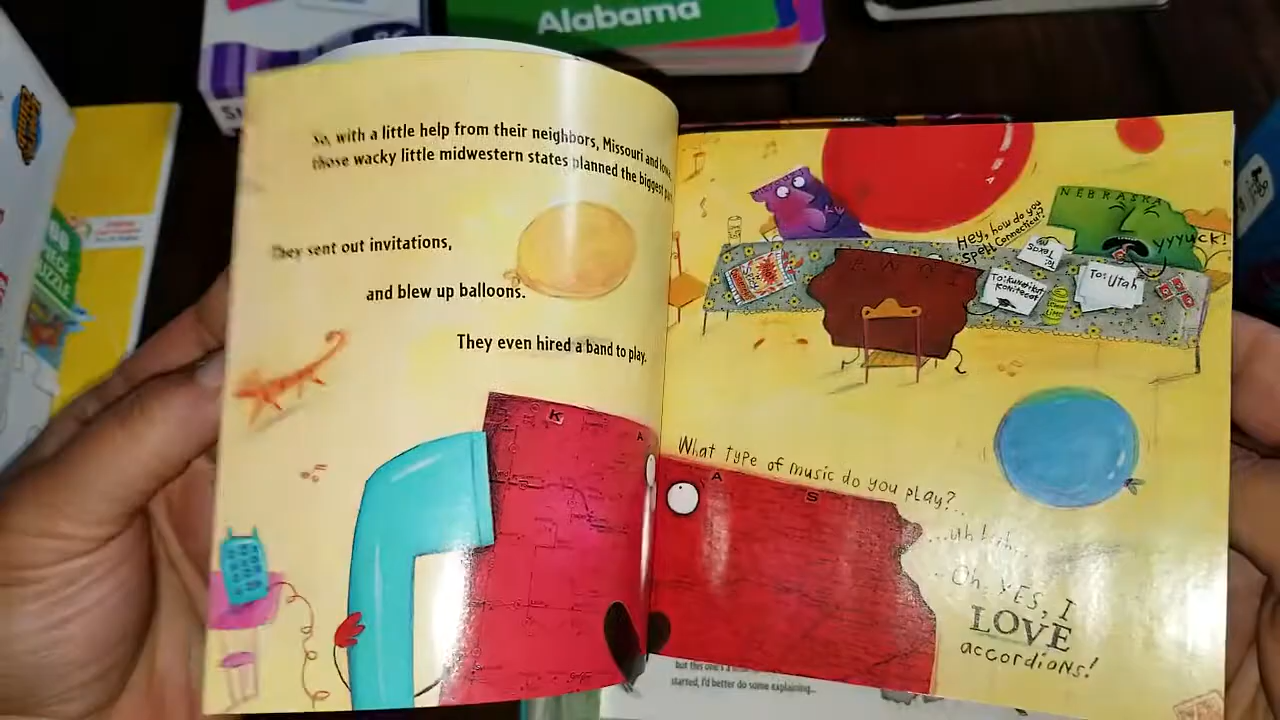 Alabama
So, with a little help from their neighbors, Missouri and Iowa,
those wacky little midwestern states planned the biggest
They sent out invitations,
and blew up balloons.
They even hired a band to play.
K A
NEBRASKA
Hey, how do you
spell Connecticut?
YYYUCK!
To:
Texas
To: Utah
What type of music do you play?...
A S
Oh, YES, I
LOVE
accordions!
but this one's a
started, I'd better do some explaining...